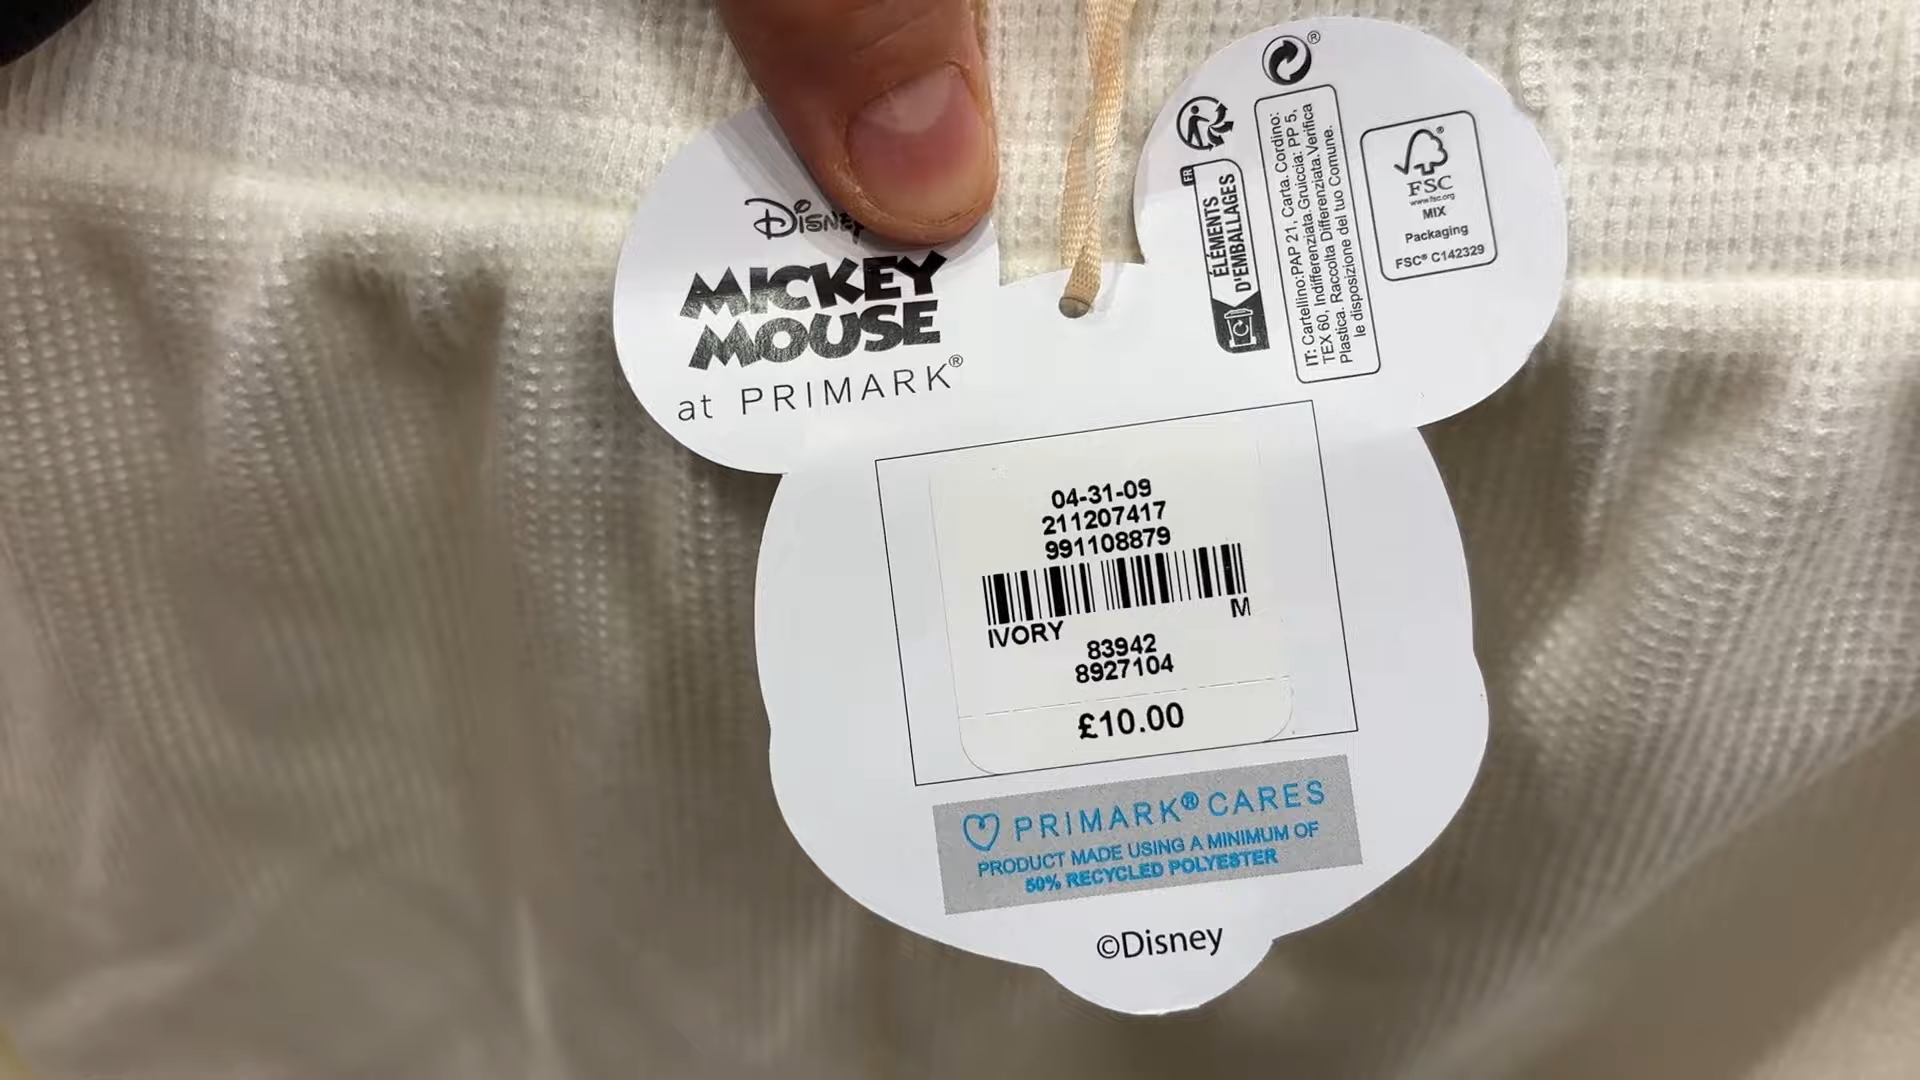 Disney
MICKEY
MOUSE
at PRIMARK®
FR
ÉLÉMENTS
D'EMBALLAGES
IT: Cartellino:PAP 21, Carta. Cordino:
TEX 60, Indifferenziata.Gruiccia: PP 5,
Plastica. Raccolta Differenziata.Verifica
le disposizione del tuo Comune.
®
FSC®
www.fsc.org
MIX
Packaging
FSC® C142329
04-31-09
211207417
991108879
IVORY M
83942
8927104
£10.00
PRIMARK® CARES
PRODUCT MADE USING A MINIMUM OF
50% RECYCLED POLYESTER
©Disney